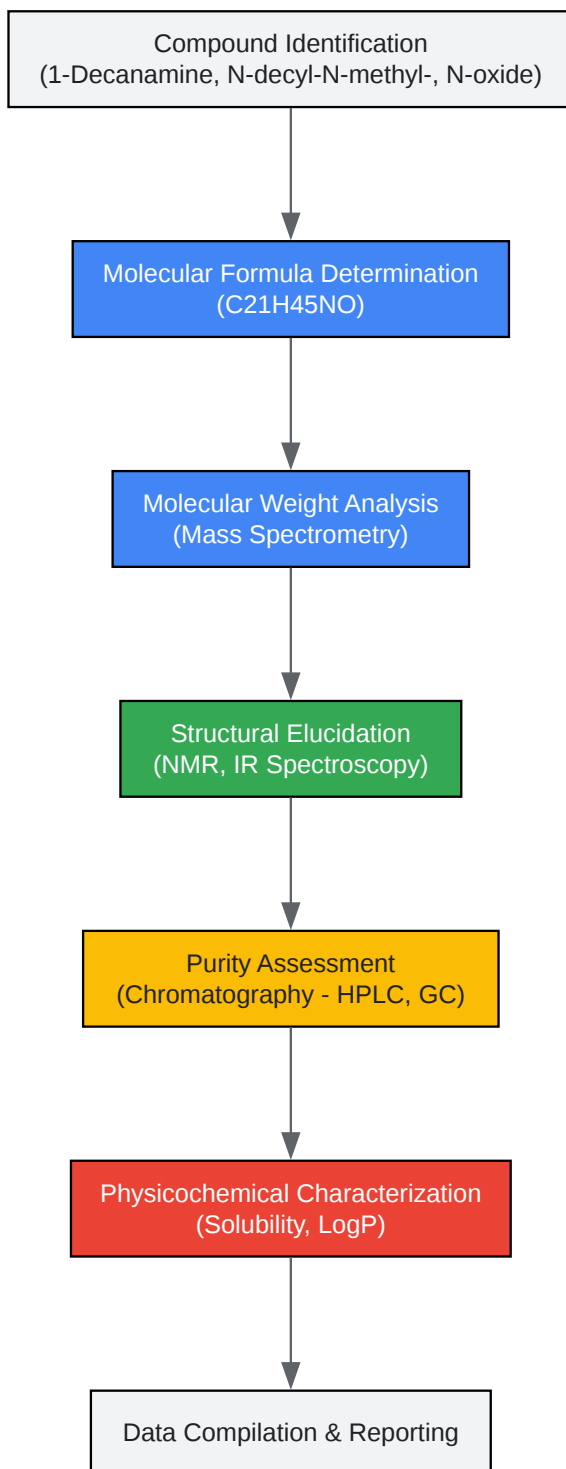 Compound Identification
(1-Decanamine, N-decyl-N-methyl-, N-oxide)
Molecular Formula Determination
(C21H45NO)
Molecular Weight Analysis
(Mass Spectrometry)
Structural Elucidation
(NMR, IR Spectroscopy)
Purity Assessment
(Chromatography - HPLC, GC)
Physicochemical Characterization
(Solubility, LogP)
Data Compilation & Reporting